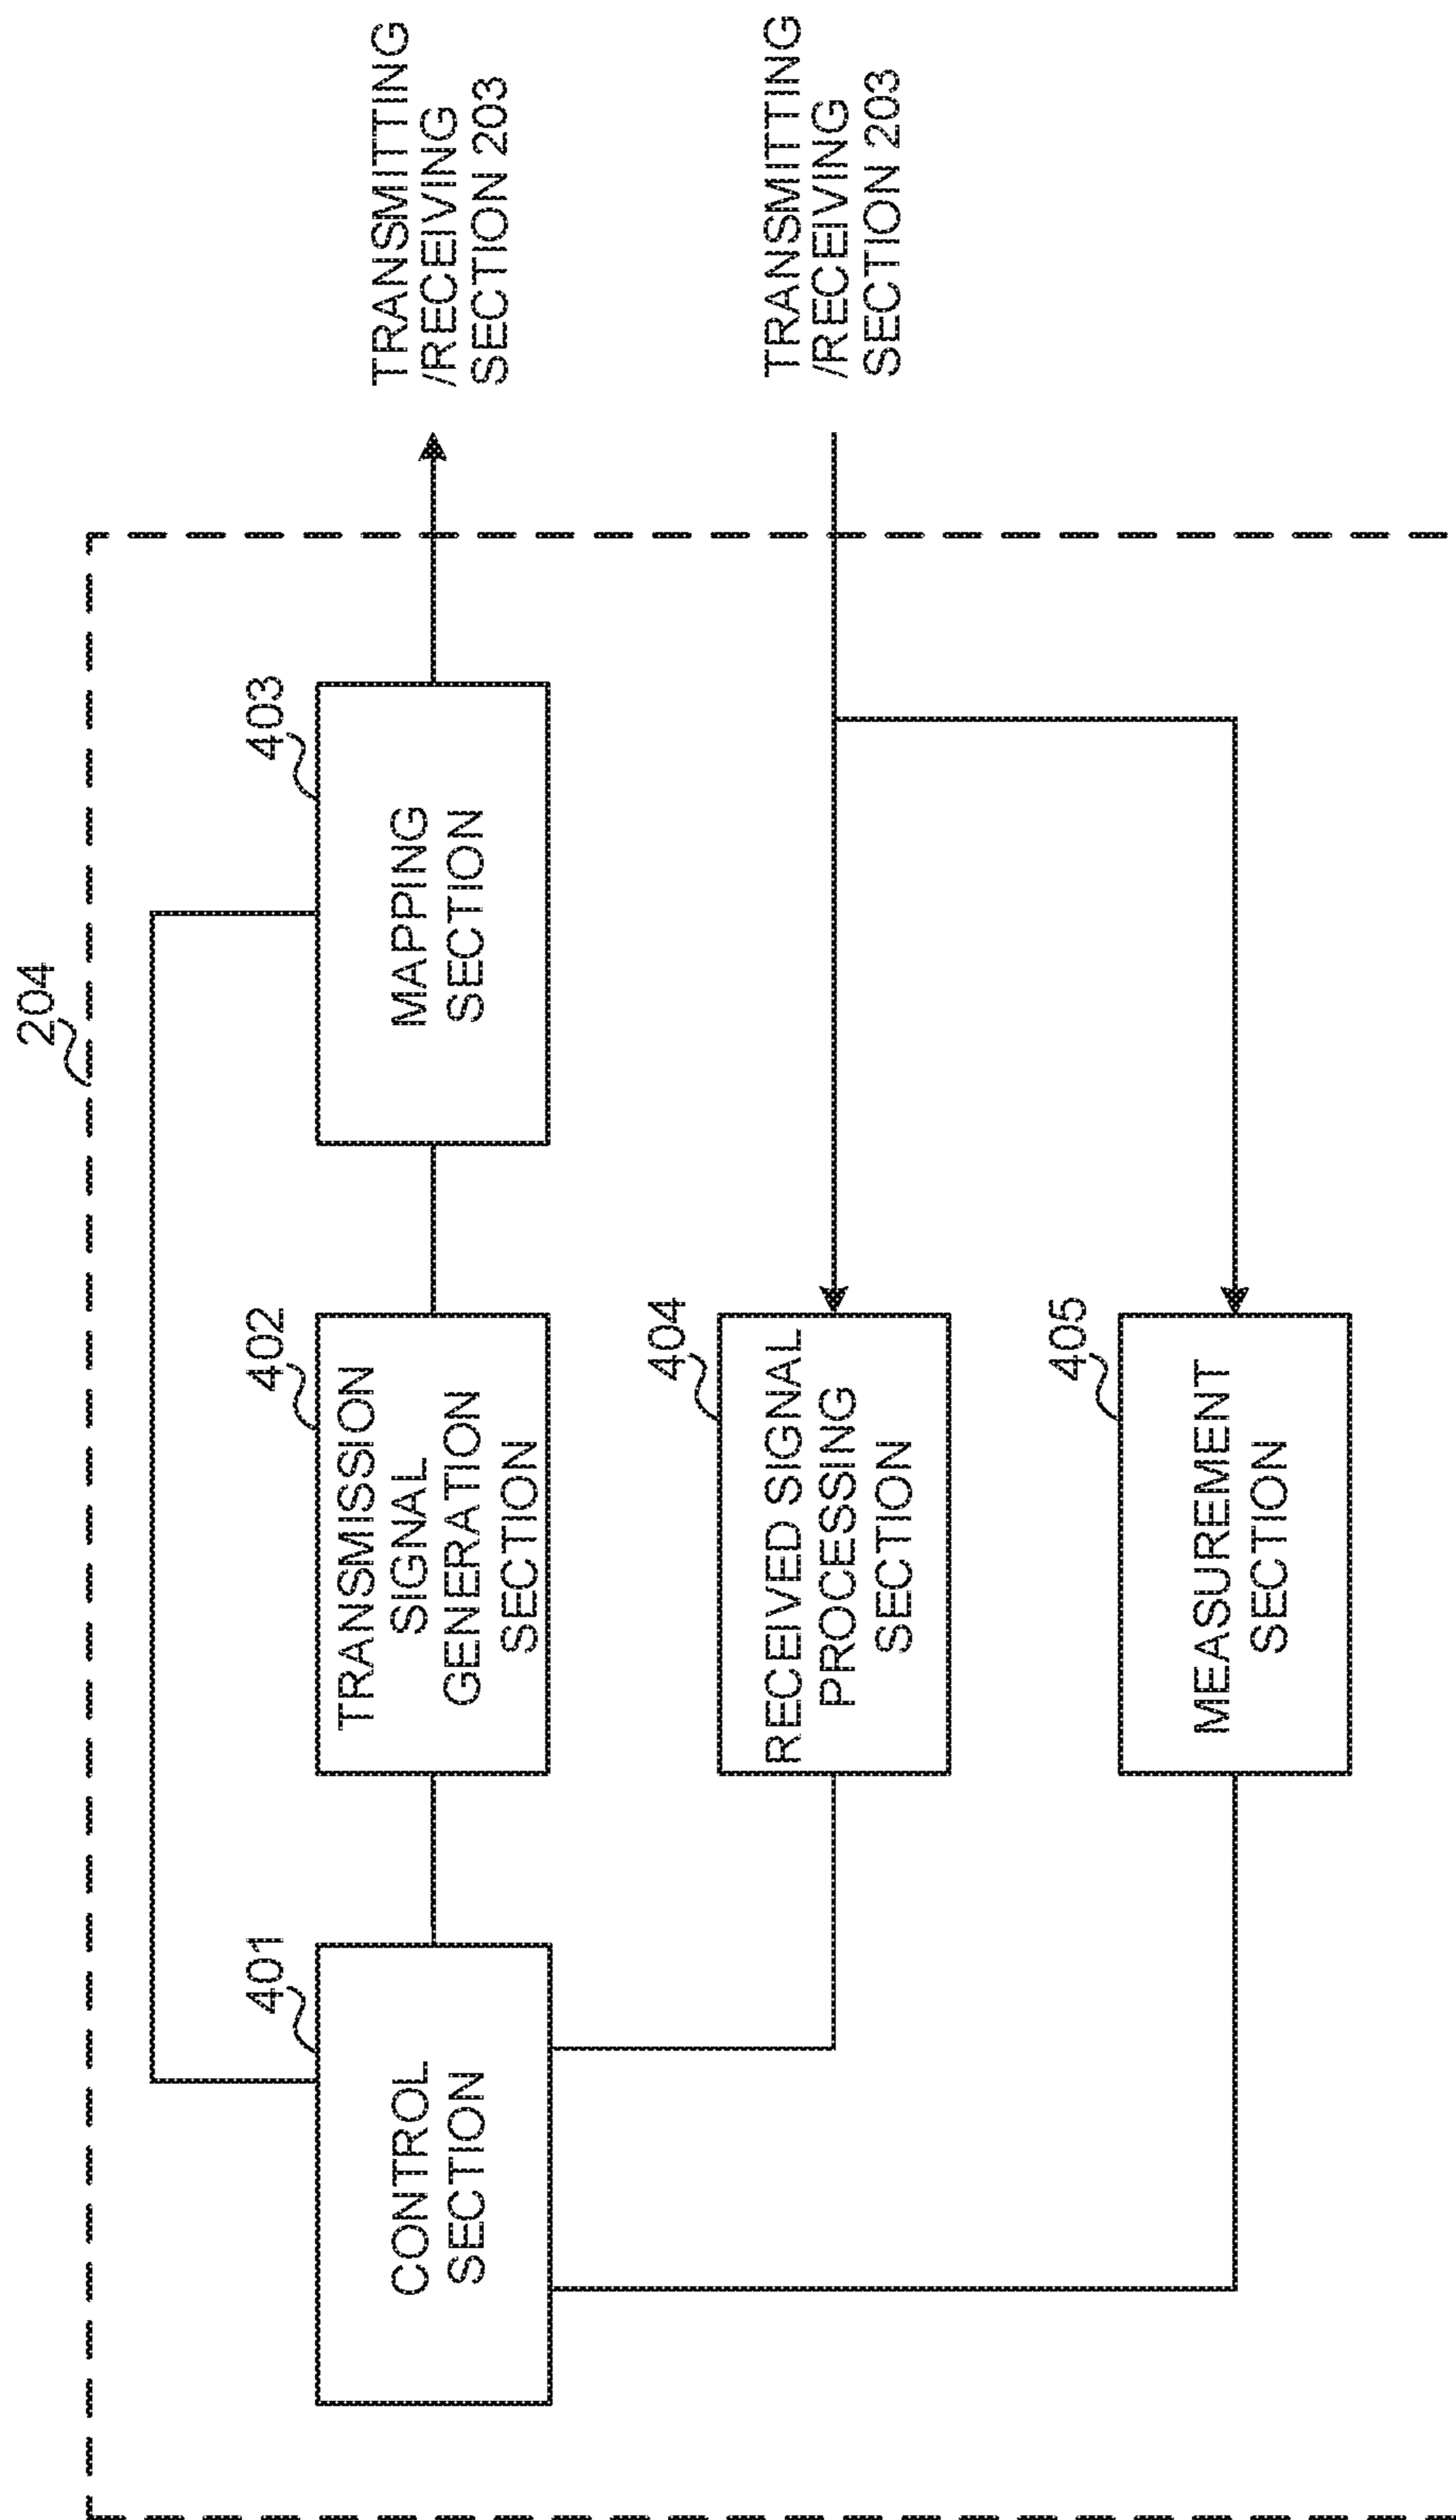 204
401
CONTROL
SECTION
402
TRANSMISSION
SIGNAL
GENERATION
SECTION
403
MAPPING
SECTION
TRANSMITTING
/RECEIVING
SECTION 203
404
RECEIVED SIGNAL
PROCESSING
SECTION
TRANSMITTING
/RECEIVING
SECTION 203
405
MEASUREMENT
SECTION